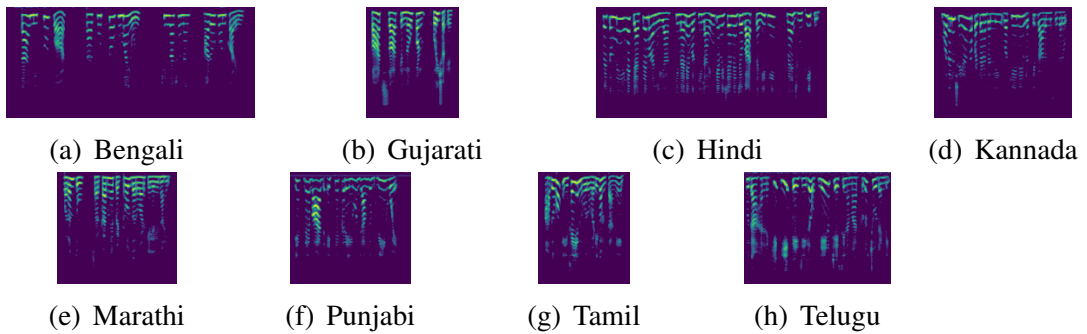 (a) Bengali
(b) Gujarati
(c) Hindi
(d) Kannada
(e) Marathi
(f) Punjabi
(g) Tamil
(h) Telugu